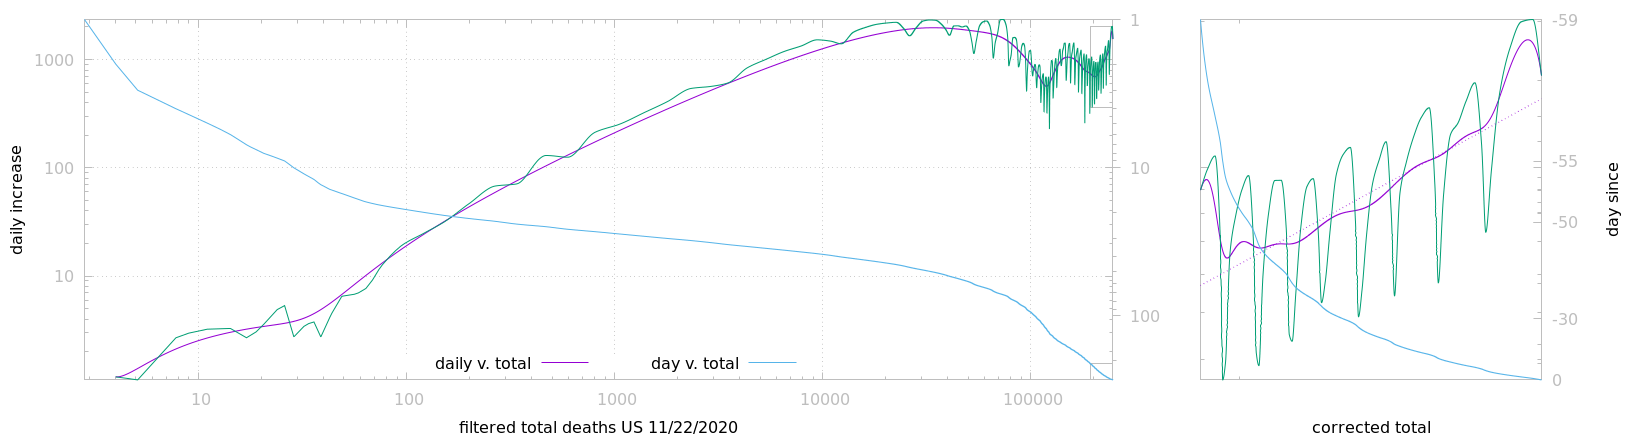 1000
100
10
daily increase
daily v. total
day v. total
10
100
1000
10000
100000
filtered total deaths US 11/22/2020
1
10
100
-59
-55
-50
-30
0
day since
corrected total